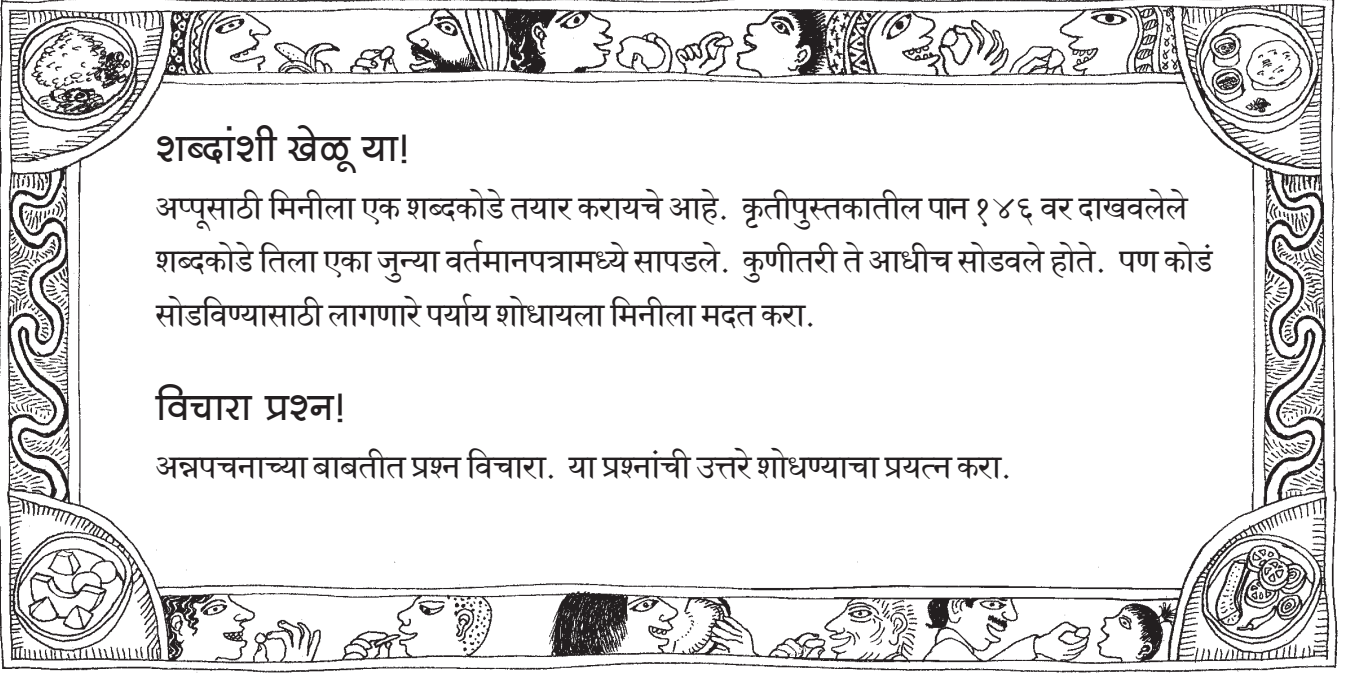 शब्दांशी खेळू या!
अप्पूसाठी मिनीला एक शब्दकोडे तयार करायचे आहे. कृतीपुस्तकातील पान १४६ वर दाखवलेले
शब्दकोडे तिला एका जुन्या वर्तमानपत्रामध्ये सापडले. कुणीतरी ते आधीच सोडवले होते. पण कोडं
सोडविण्यासाठी लागणारे पर्याय शोधायला मिनीला मदत करा.
विचारा प्रश्न!
अन्नपचनाच्या बाबतीत प्रश्न विचारा. या प्रश्नांची उत्तरे शोधण्याचा प्रयत्न करा.